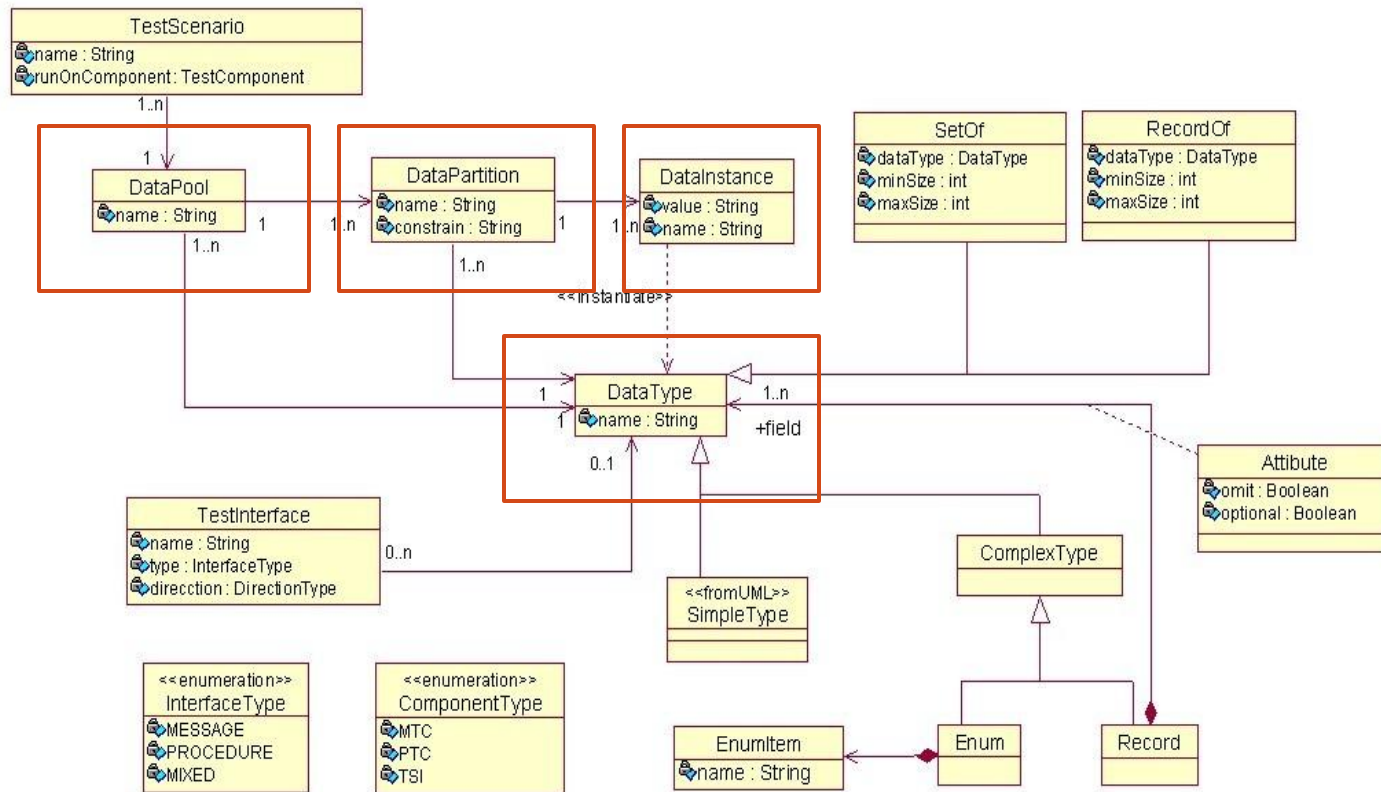 TestScenario
name : String
runOnComponent : TestComponent
1..n
1
DataPool
name : String
1
1..n
1..n
DataPartition
name : String
constrain : String
1
1..n
1..n
DataInstance
value : String
name : String
<<instantiate>>
SetOf
dataType : DataType
minSize : int
maxSize : int
RecordOf
dataType : DataType
minSize : int
maxSize : int
1
1
DataType
name : String
1..n
+field
0..1
Attibute
omit : Boolean
optional : Boolean
TestInterface
name : String
type : InterfaceType
direcction : DirectionType
0..n
ComplexType
<<fromUML>>
SimpleType
<<enumeration>>
InterfaceType
MESSAGE
PROCEDURE
MIXED
<<enumeration>>
ComponentType
MTC
PTC
TSI
EnumItem
name : String
Enum
Record